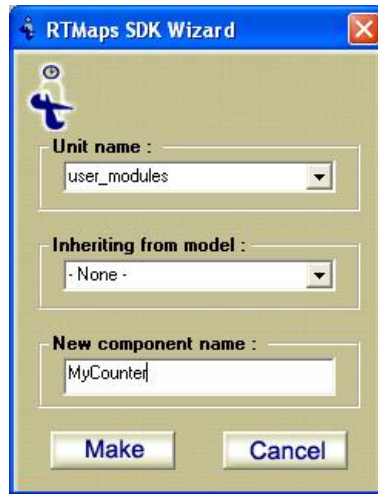 RTMaps SDK Wizard
Unit name :
user_modules
Inheriting from model :
- None -
New component name :
MyCounter
Make Cancel